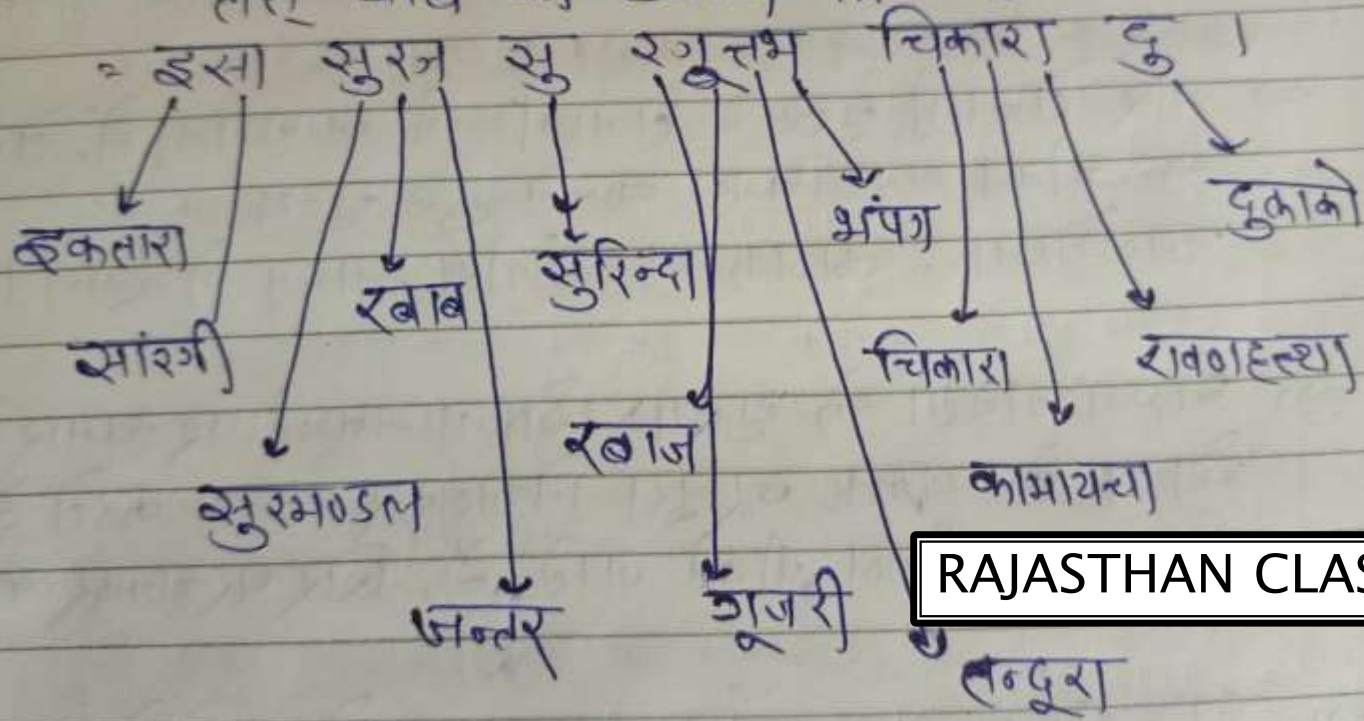 = इसा सुरज सु रगूत्तभ चिकारा दु ।
इकतारा
सांरगी
सुरमण्डल
रबाब
जन्तर
सुरिन्दा
रबाज
गूजरी
तन्दूरा
भंपग
चिकारा
कामायचा
रावणहत्था
दुकाको
RAJASTHAN CLAS